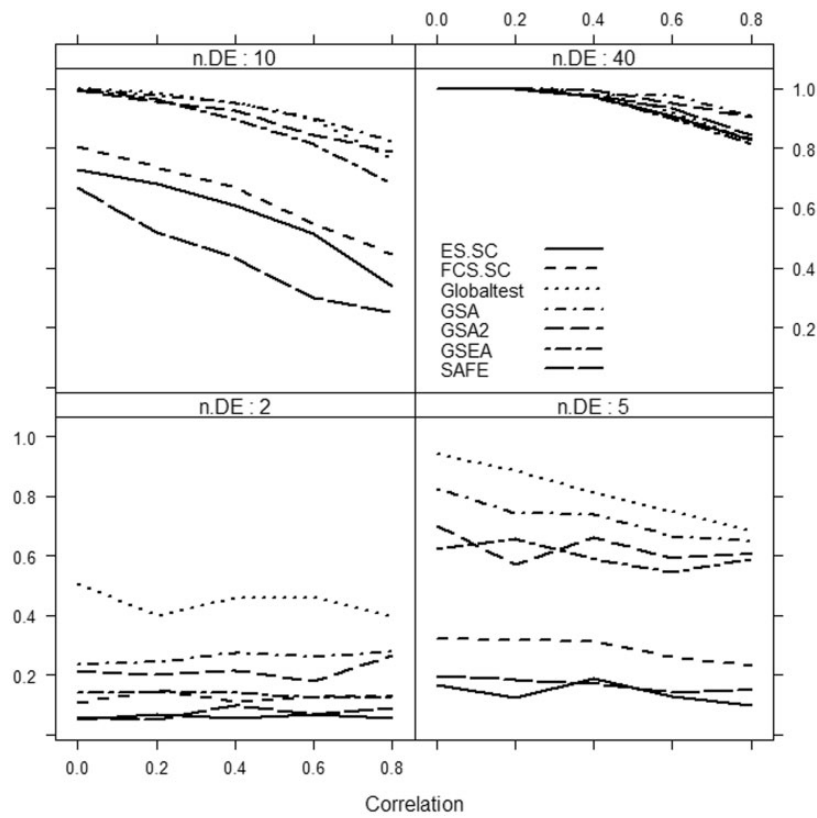 0.0 0.2 0.4 0.6 0.8
n.DE : 10 n.DE : 40
1.0
0.8
0.6
0.4
0.2
ES.SC
FCS.SC
Globaltest
GSA
GSA2
GSEA
SAFE
n.DE : 2 n.DE : 5
1.0
0.8
0.6
0.4
0.2
0.0 0.2 0.4 0.6 0.8
Correlation